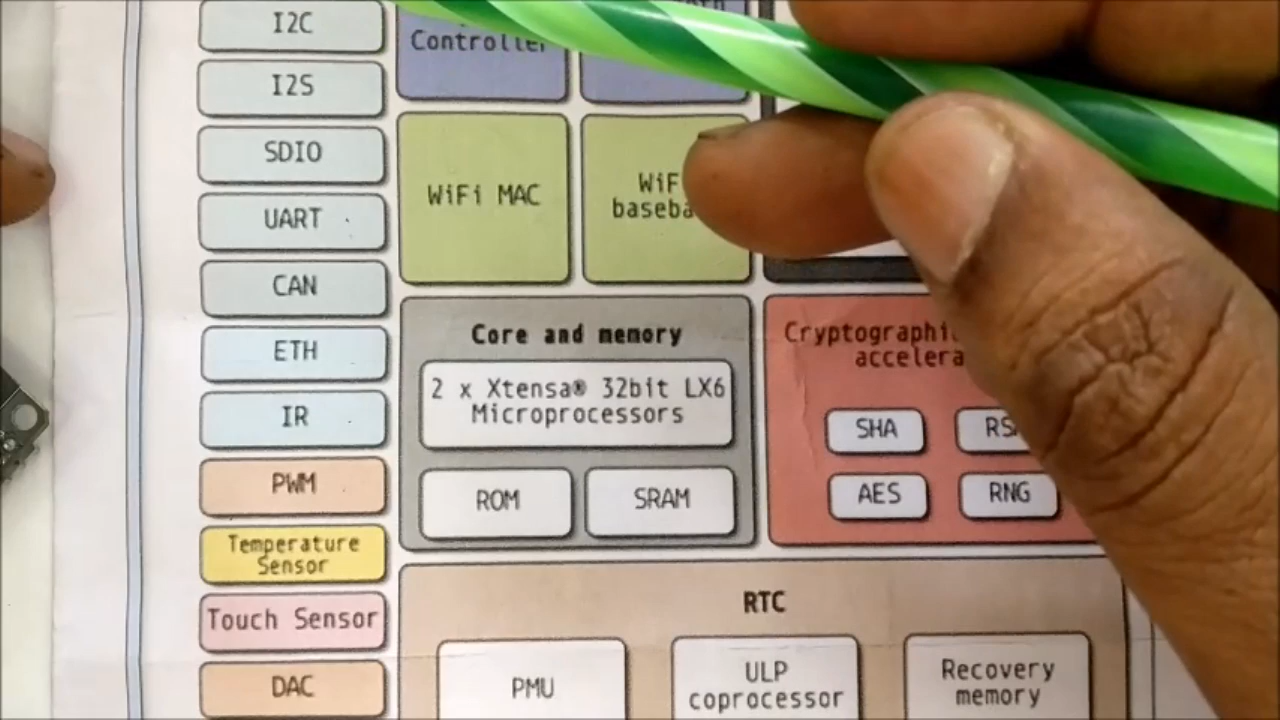 I2C
I2S
SDIO
UART
CAN
ETH
IR
PWM
Temperature
Sensor
Touch Sensor
DAC
Controller
WiFi MAC
Core and memory
2 x Xtensa® 32bit LX6
Microprocessors
ROM
SRAM
SHA
AES
RNG
RTC
PMU
ULP
coprocessor
Recovery
memory